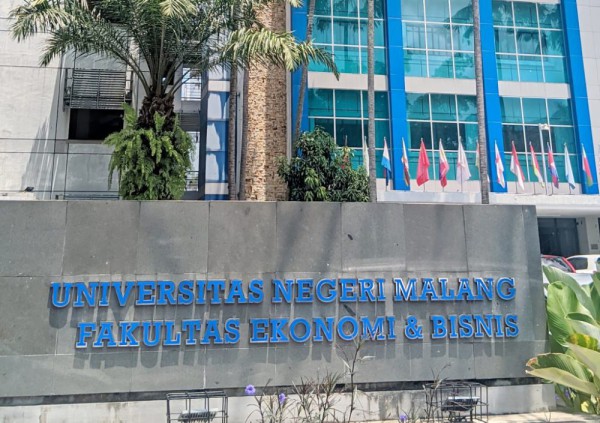 UNIVERSITAS NEGERI MALANG
FAKULTAS EKONOMI & BISNIS